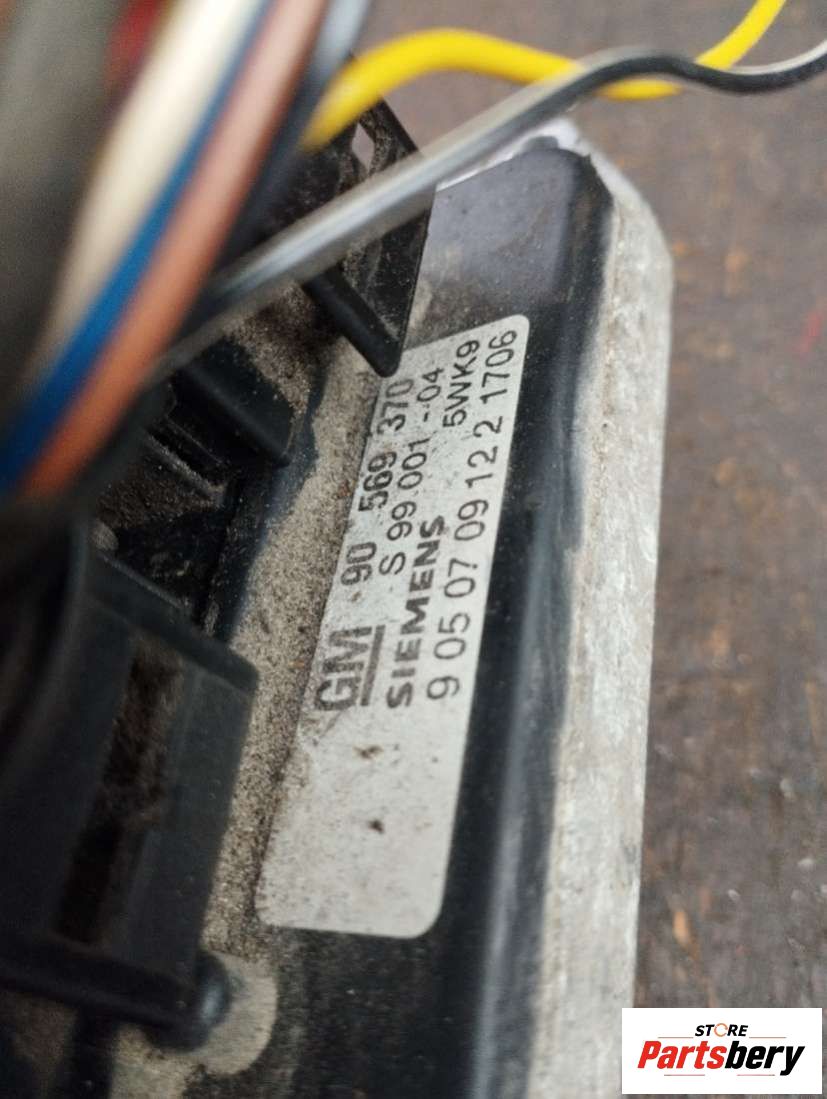 GM 90 569 370
S 99 001 - 04
SIEMENS 5WK9
9 05 07 09 12 2 1706
STORE
Partsbery